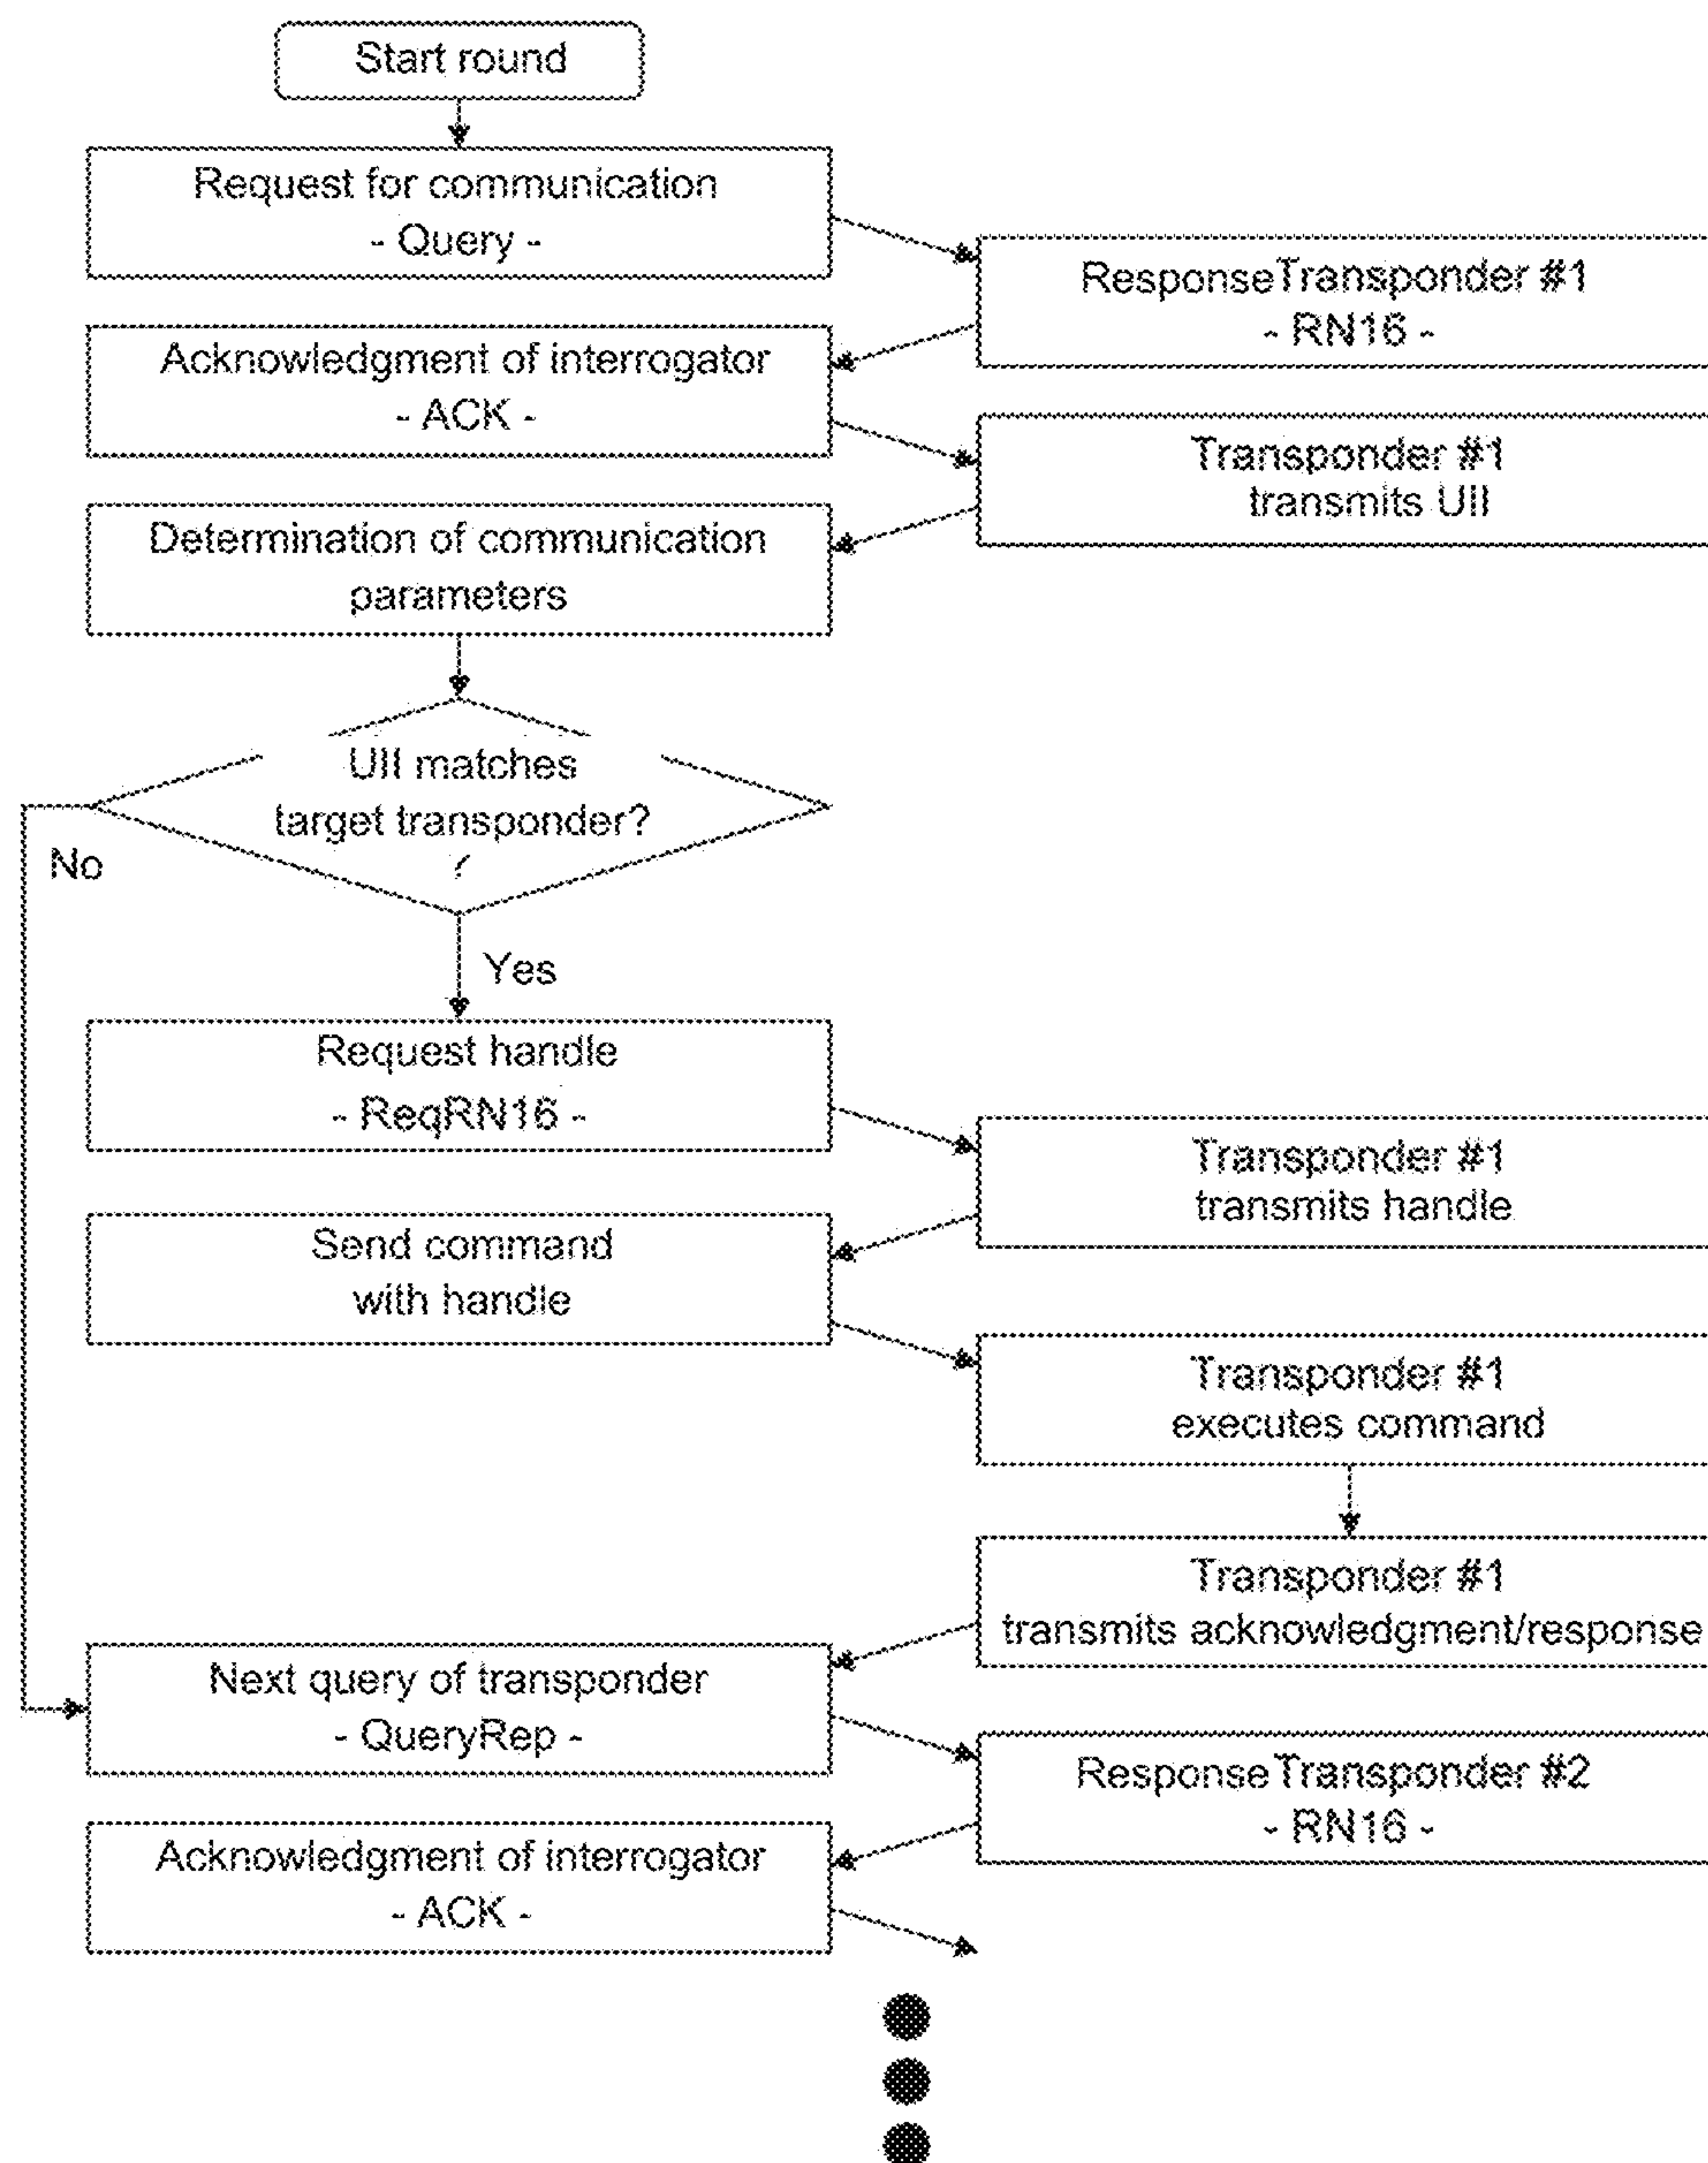 Start round
Request for communication
- Query -
ResponseTransponder #1
- RN16 -
Acknowledgment of interrogator
- ACK -
Transponder #1
transmits UII
Determination of communication
parameters
UII matches
target transponder?
No
Yes
Request handle
- ReqRN16 -
Transponder #1
transmits handle
Send command
with handle
Transponder #1
executes command
Transponder #1
transmits acknowledgment/response
Next query of transponder
- QueryRep -
ResponseTransponder #2
- RN16 -
Acknowledgment of interrogator
- ACK -